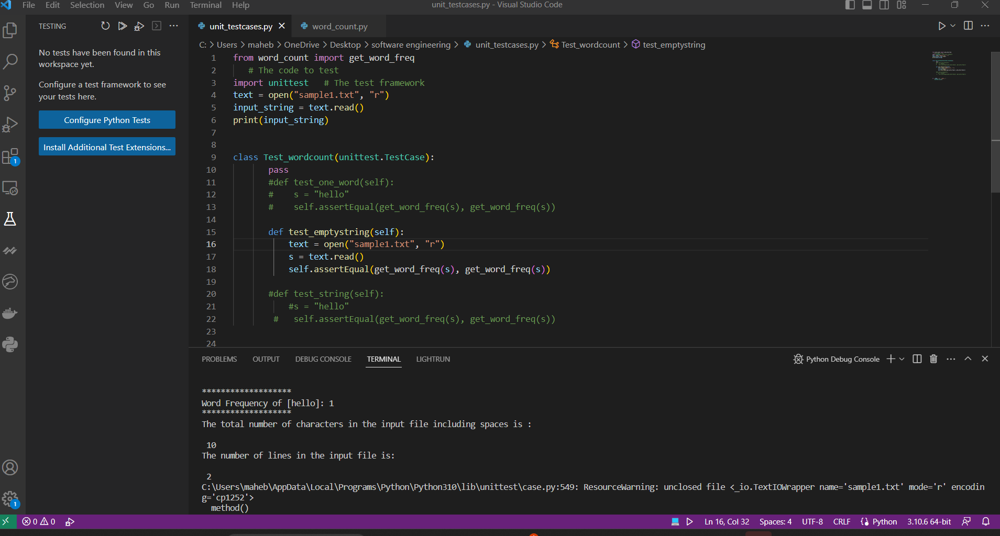 File Edit Selection View Go Run Terminal Help
unit_testcases.py - Visual Studio Code
TESTING
No tests have been found in this
workspace yet.
Configure a test framework to see
your tests here.
Configure Python Tests
Install Additional Test Extensions...
1
1
unit_testcases.py
word_count.py
C: > Users > maheb > OneDrive > Desktop > software engineering > unit_testcases.py > Test_wordcount > test_emptystring
1 from word_count import get_word_freq
2 # The code to test
3 import unittest # The test framework
4 text = open("sample1.txt", "r")
5 input_string = text.read()
6 print(input_string)
7
8
9 class Test_wordcount(unittest.TestCase):
10 pass
11 #def test_one_word(self):
12 # s = "hello"
13 # self.assertEqual(get_word_freq(s), get_word_freq(s))
14
15 def test_emptystring(self):
16 text = open("sample1.txt", "r")
17 s = text.read()
18 self.assertEqual(get_word_freq(s), get_word_freq(s))
19
20 #def test_string(self):
21 #s = "hello"
22 # self.assertEqual(get_word_freq(s), get_word_freq(s))
23
24
PROBLEMS OUTPUT DEBUG CONSOLE TERMINAL LIGHTRUN
Python Debug Console
*******************
Word Frequency of [hello]: 1
*******************
The total number of characters in the input file including spaces is :
10
The number of lines in the input file is:
2
C:\Users\maheb\AppData\Local\Programs\Python\Python310\lib\unittest\case.py:549: ResourceWarning: unclosed file <_io.TextIOWrapper name='sample1.txt' mode='r' encodin
g='cp1252'>
method()
0 0
Ln 16, Col 32 Spaces: 4 UTF-8 CRLF Python 3.10.6 64-bit